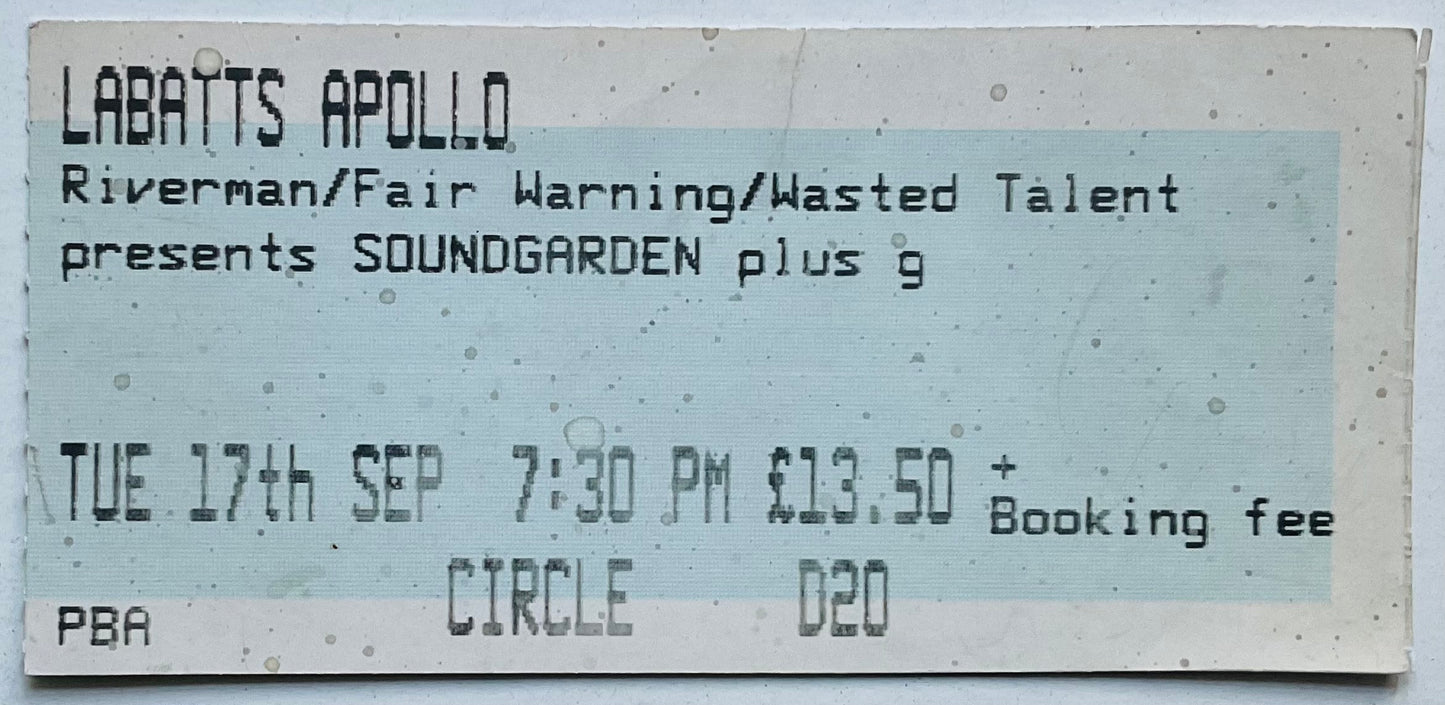 LABATTS APOLLO
Riverman/Fair Warning/Wasted Talent
presents SOUNDGARDEN plus g
TUE 17th SEP 7:30 PM £13.50 +
Booking fee
CIRCLE D20
PBA